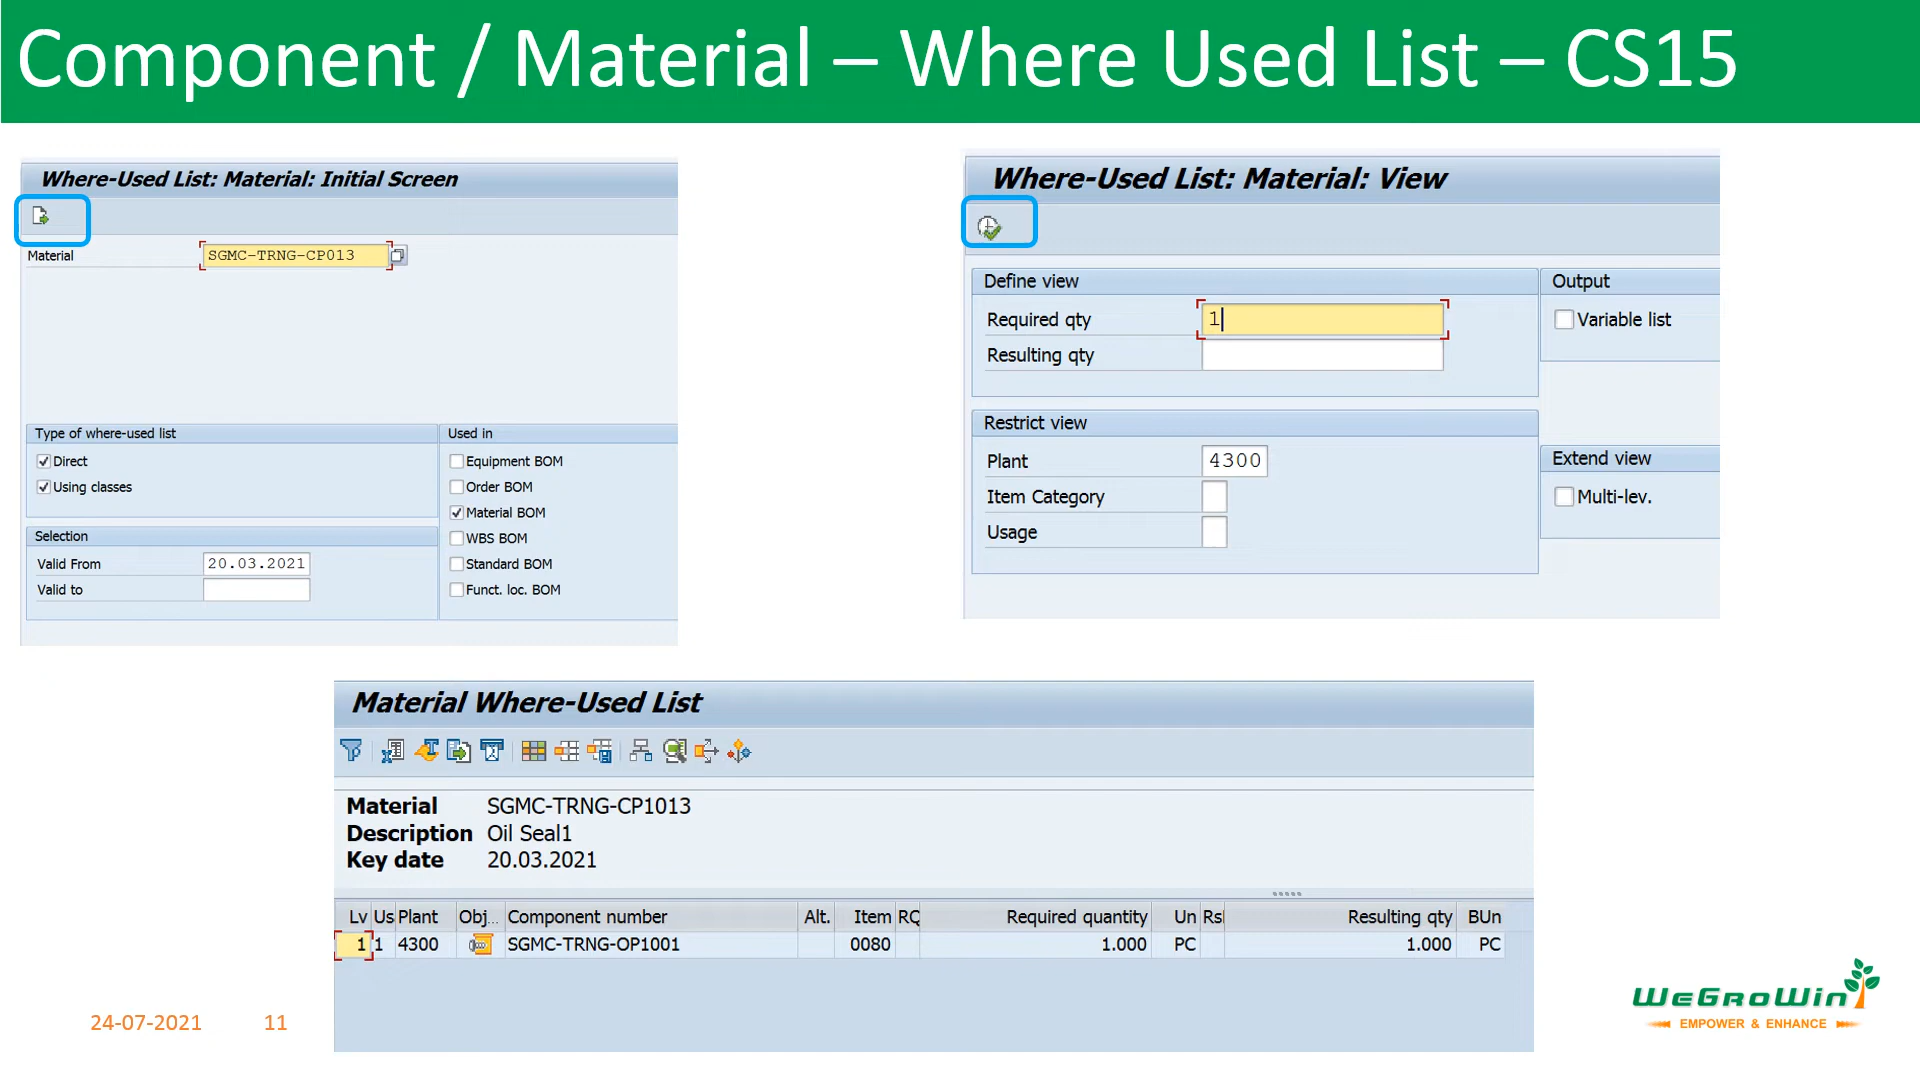 Component / Material – Where Used List – CS15
Where-Used List: Material: Initial Screen
Material SGMC-TRNG-CP013
Type of where-used list
Direct
Using classes
Selection
Valid From 20.03.2021
Valid to
Used in
Equipment BOM
Order BOM
Material BOM
WBS BOM
Standard BOM
Funct. loc. BOM
Where-Used List: Material: View
Define view
Required qty 1
Resulting qty
Restrict view
Plant 4300
Item Category
Usage
Output
Variable list
Extend view
Multi-lev.
Material Where-Used List
Material SGMC-TRNG-CP1013
Description Oil Seal1
Key date 20.03.2021
Lv Us Plant Obj... Component number Alt. Item RQ Required quantity Un Rsl Resulting qty BUn
1 1 4300 SGMC-TRNG-OP1001 0080 1.000 PC 1.000 PC
24-07-2021 11
WeGroWin
EMPOWER & ENHANCE